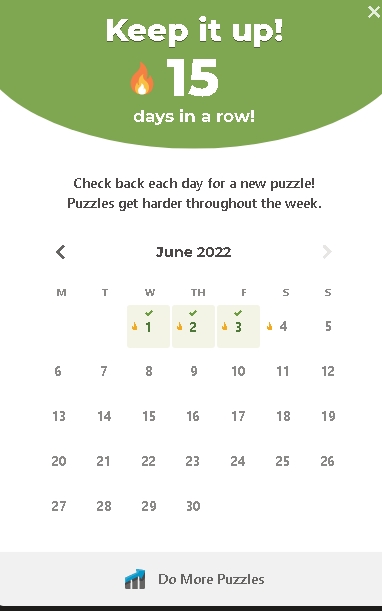 Keep it up!
15
days in a row!
Check back each day for a new puzzle!
Puzzles get harder throughout the week.
June 2022
M T W TH F S S
1 2 3 4 5
6 7 8 9 10 11 12
13 14 15 16 17 18 19
20 21 22 23 24 25 26
27 28 29 30
Do More Puzzles